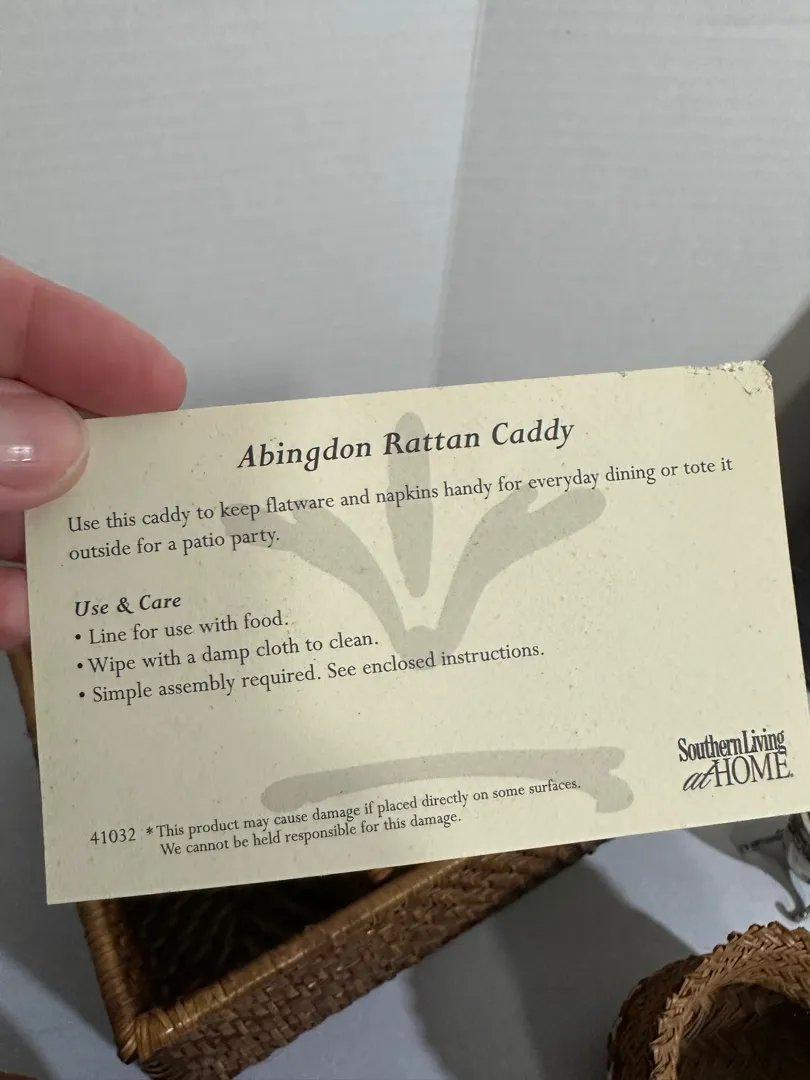 Abingdon Rattan Caddy
Use this caddy to keep flatware and napkins handy for everyday dining or tote it
outside for a patio party.
Use & Care
• Line for use with food.
• Wipe with a damp cloth to clean.
• Simple assembly required. See enclosed instructions.
Southern Living
at HOME.
41032 *This product may cause damage if placed directly on some surfaces.
We cannot be held responsible for this damage.